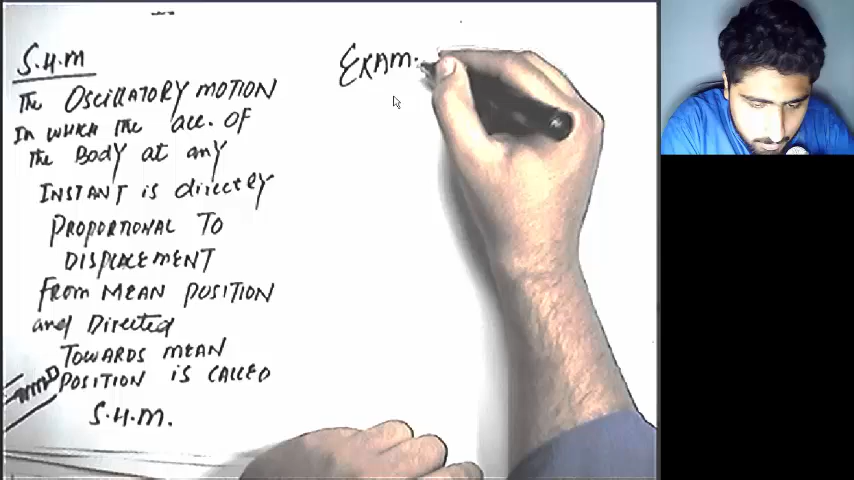 S.H.M
The OSCILLATORY MOTION
IN WHICH the acc. OF
the BODY at any
INSTANT is directly
PROPORTIONAL TO
DISPLACEMENT
FROM MEAN POSITION
and Directed
TOWARDS MEAN
POSITION is CALLED
S.H.M.
EXAM